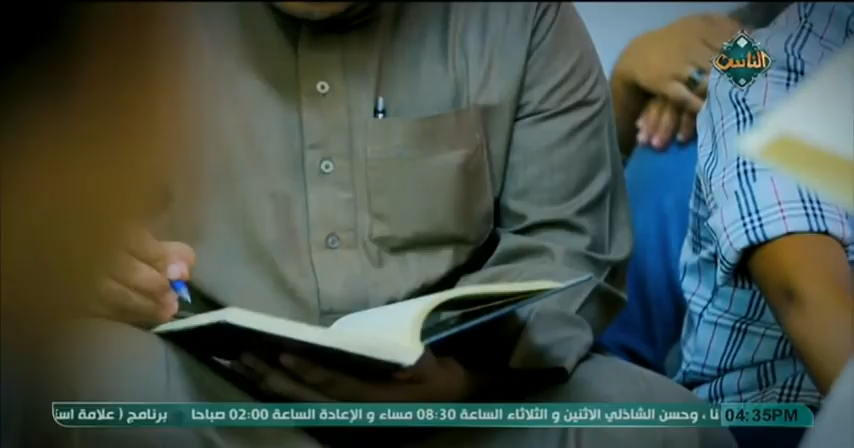 الناس
نا ، وحسن الشاذلي الاثنين و الثلاثاء الساعة 08:30 مساء و الإعادة الساعة 02:00 صباحا برنامج ( علامة
04:35PM